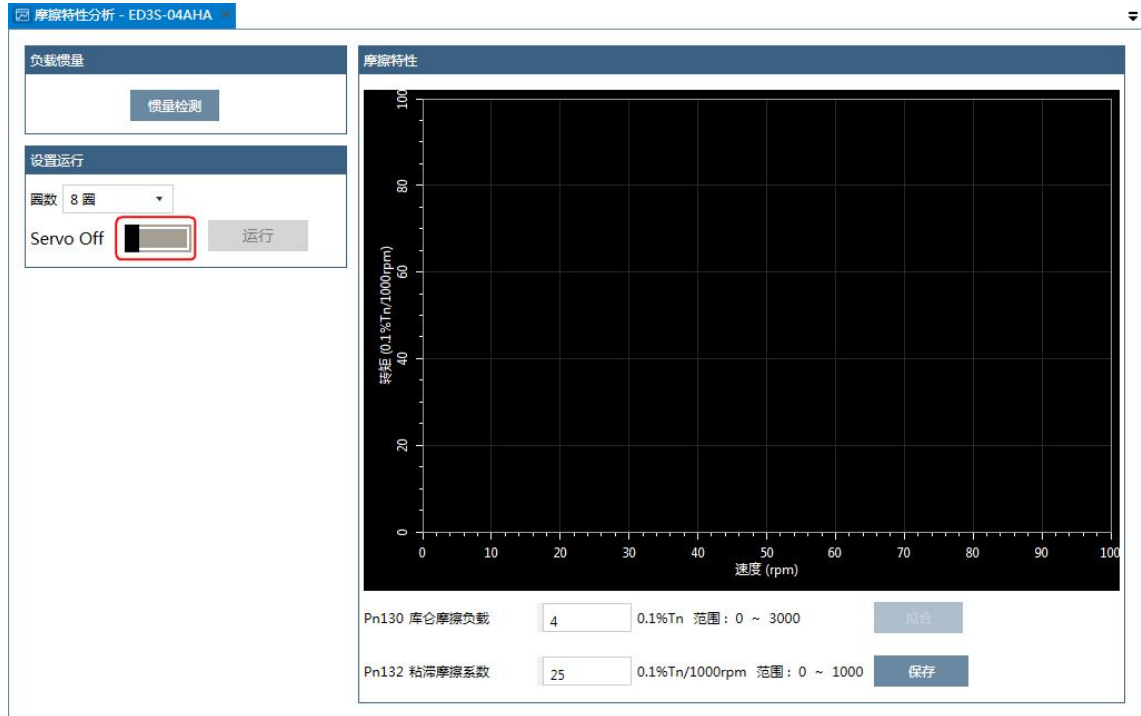 摩擦特性分析 - ED3S-04AHA
负载惯量
惯量检测
设置运行
圈数 8 圈
Servo Off 运行
摩擦特性
100
80
60
40
20
0
转矩 (0.1%Tn/1000rpm)
0 10 20 30 40 50 60 70 80 90 100
速度 (rpm)
Pn130 库仑摩擦负载 4 0.1%Tn 范围: 0 ~ 3000 拟合
Pn132 粘滞摩擦系数 25 0.1%Tn/1000rpm 范围: 0 ~ 1000 保存